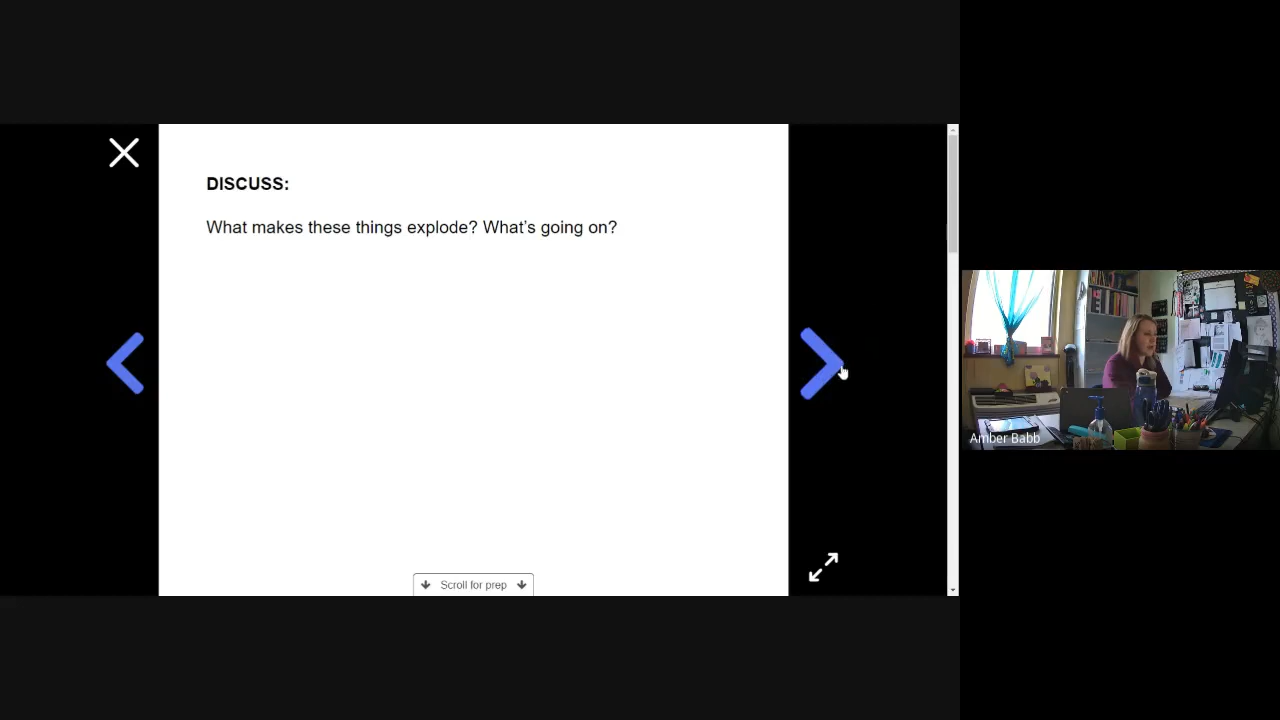 DISCUSS:
What makes these things explode? What's going on?
Scroll for prep
Amber Babb